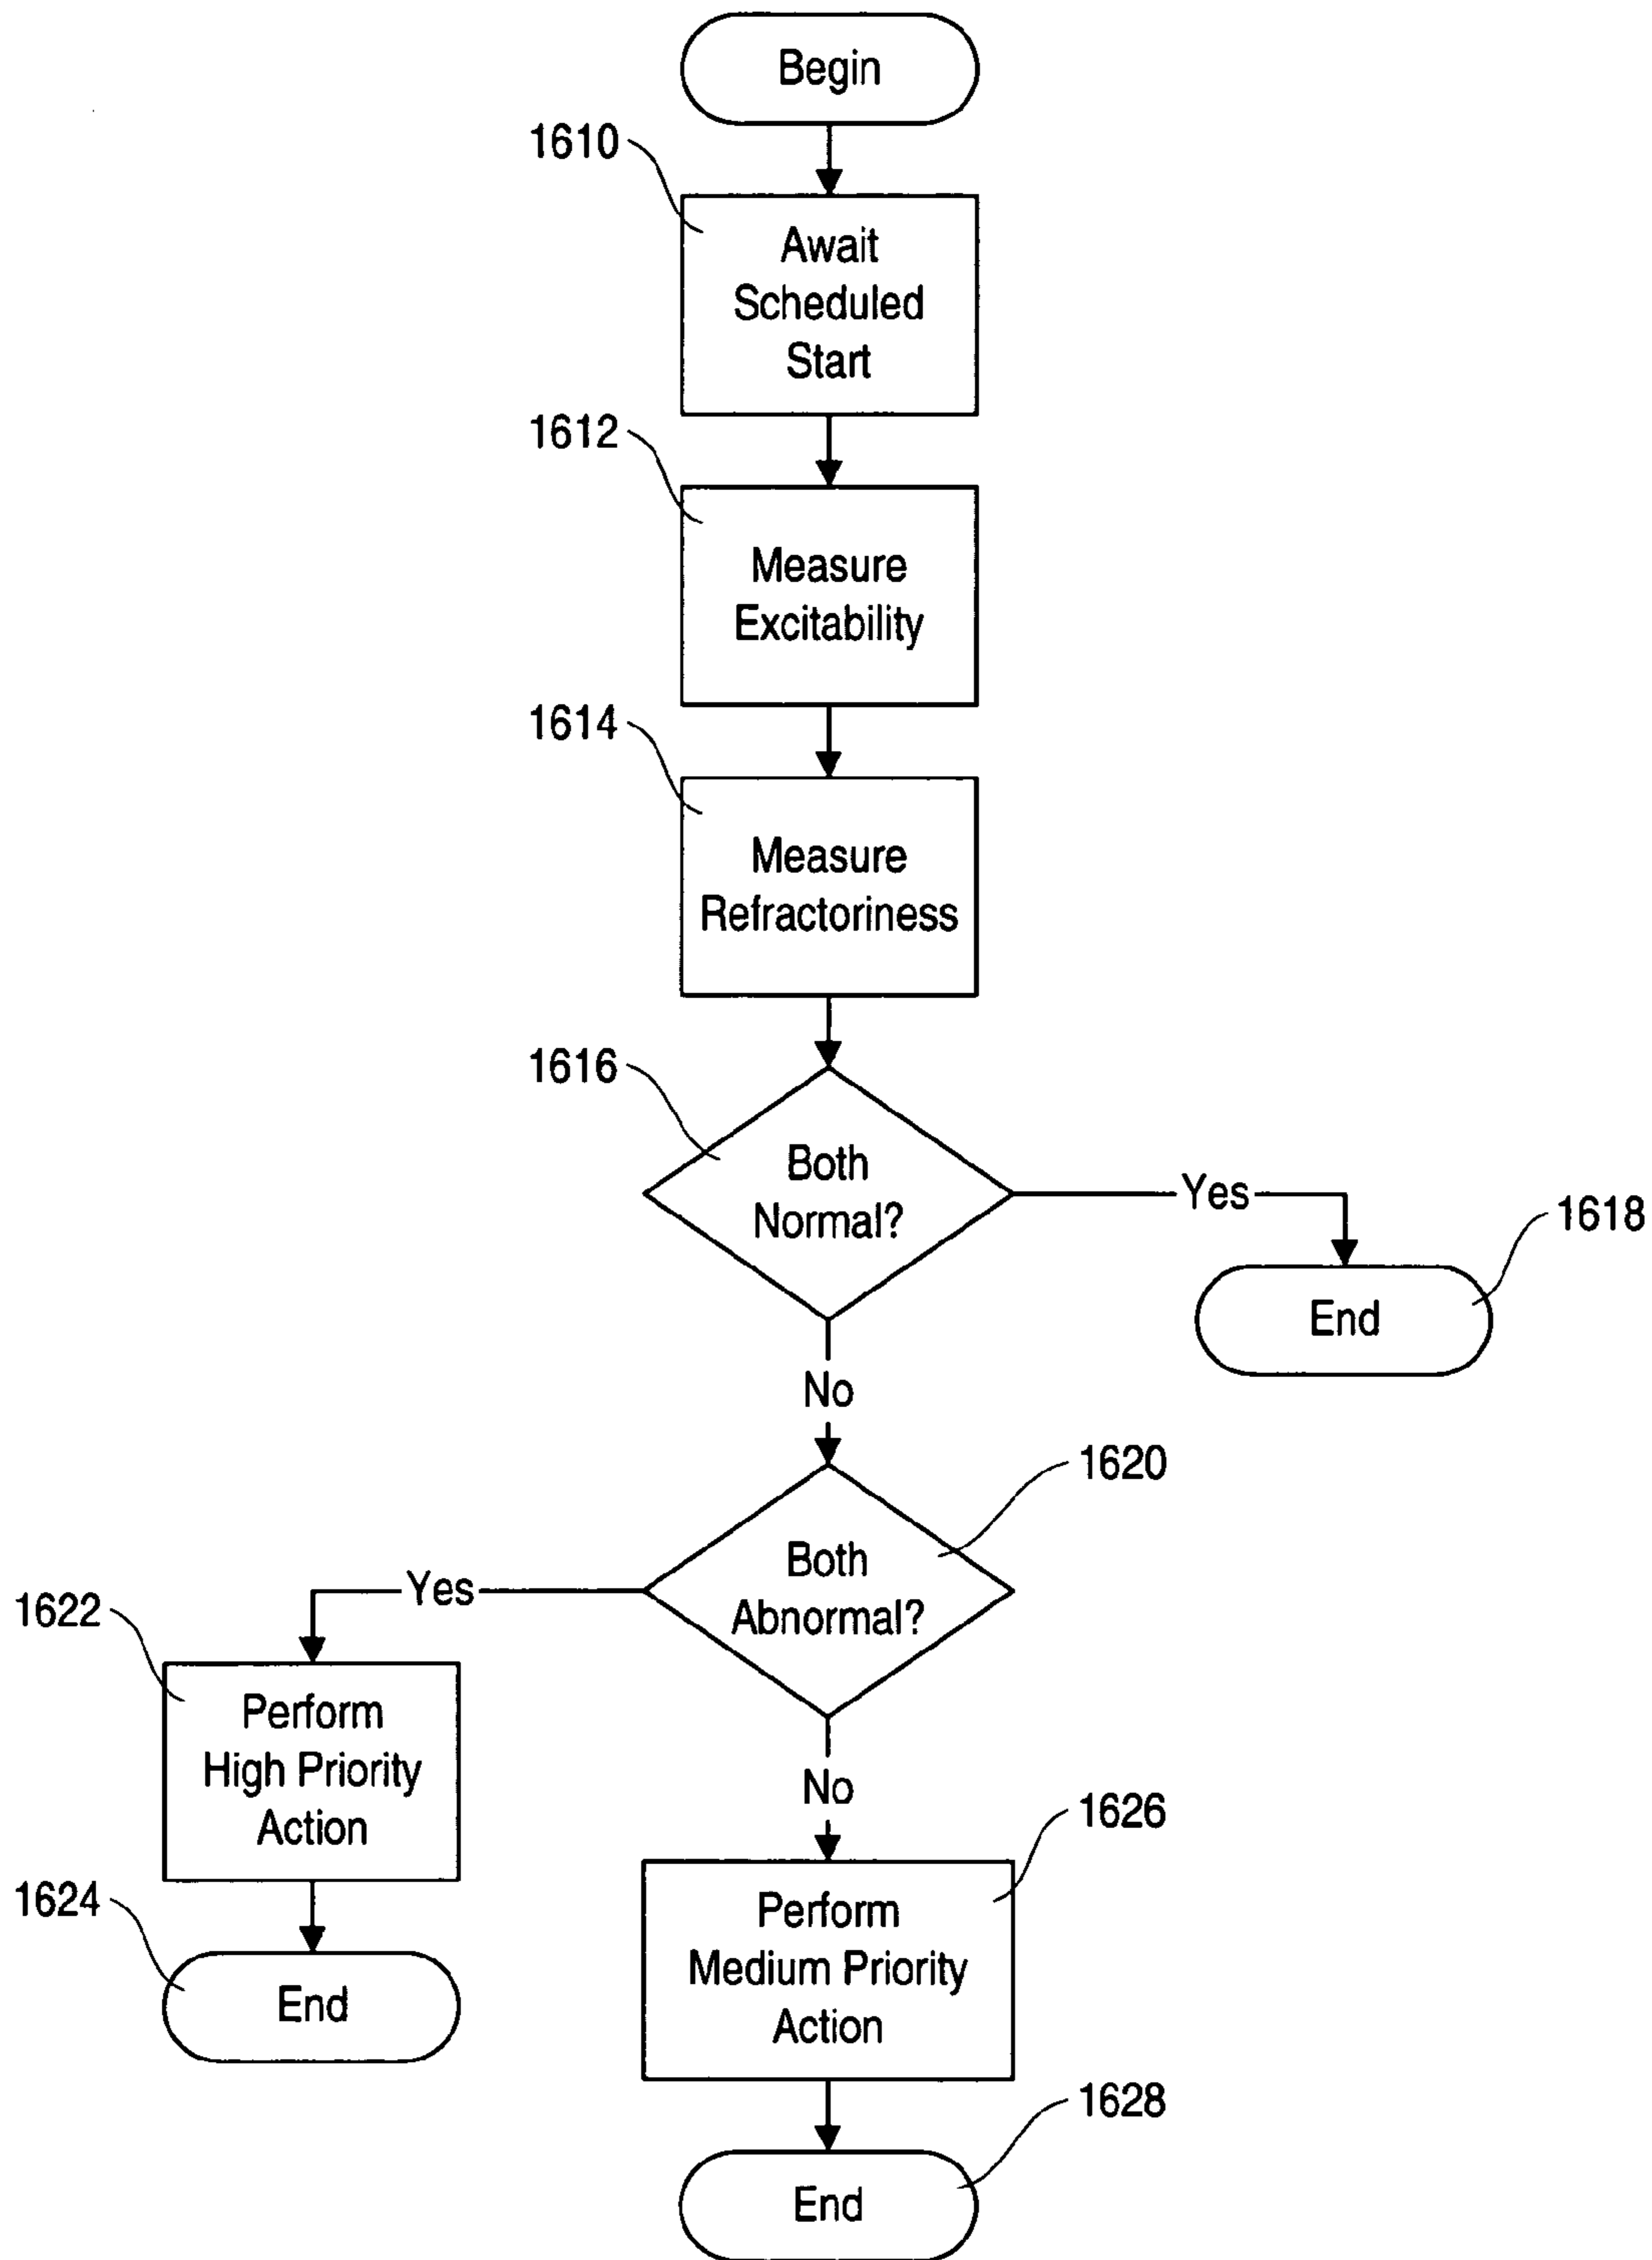 Begin
1610
Await
Scheduled
Start
1612
Measure
Excitability
1614
Measure
Refractoriness
1616
Both
Normal?
Yes
1618
End
No
1620
Both
Abnormal?
Yes
1622
Perform
High Priority
Action
No
1626
Perform
Medium Priority
Action
1624
End
1628
End